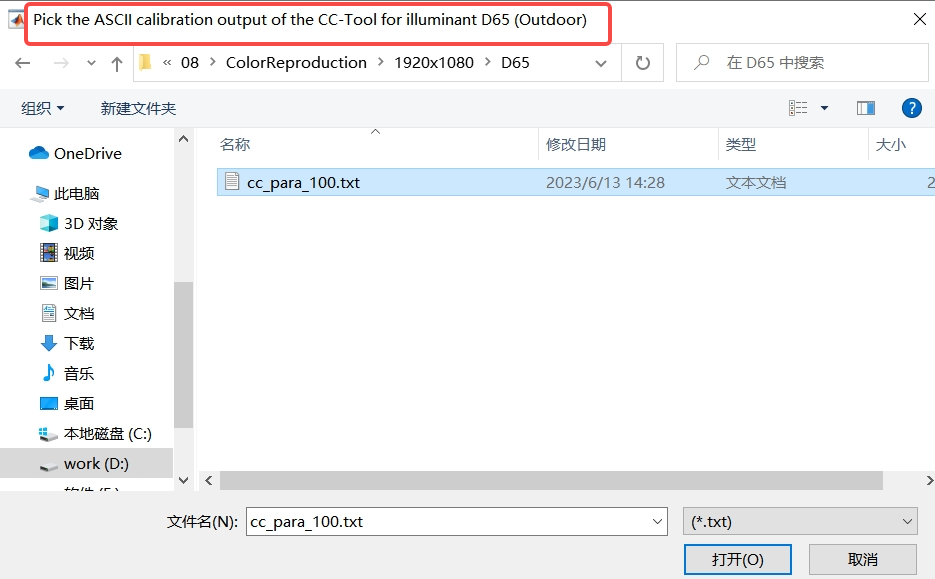 Pick the ASCII calibration output of the CC-Tool for illuminant D65 (Outdoor)
« 08 > ColorReproduction > 1920x1080 > D65
在 D65 中搜索
组织 新建文件夹
名称 修改日期 类型 大小
cc_para_100.txt 2023/6/13 14:28 文本文档 2
OneDrive
此电脑
3D 对象
视频
图片
文档
下载
音乐
桌面
本地磁盘 (C:)
work (D:)
文件名(N): cc_para_100.txt (*.txt)
打开(O) 取消